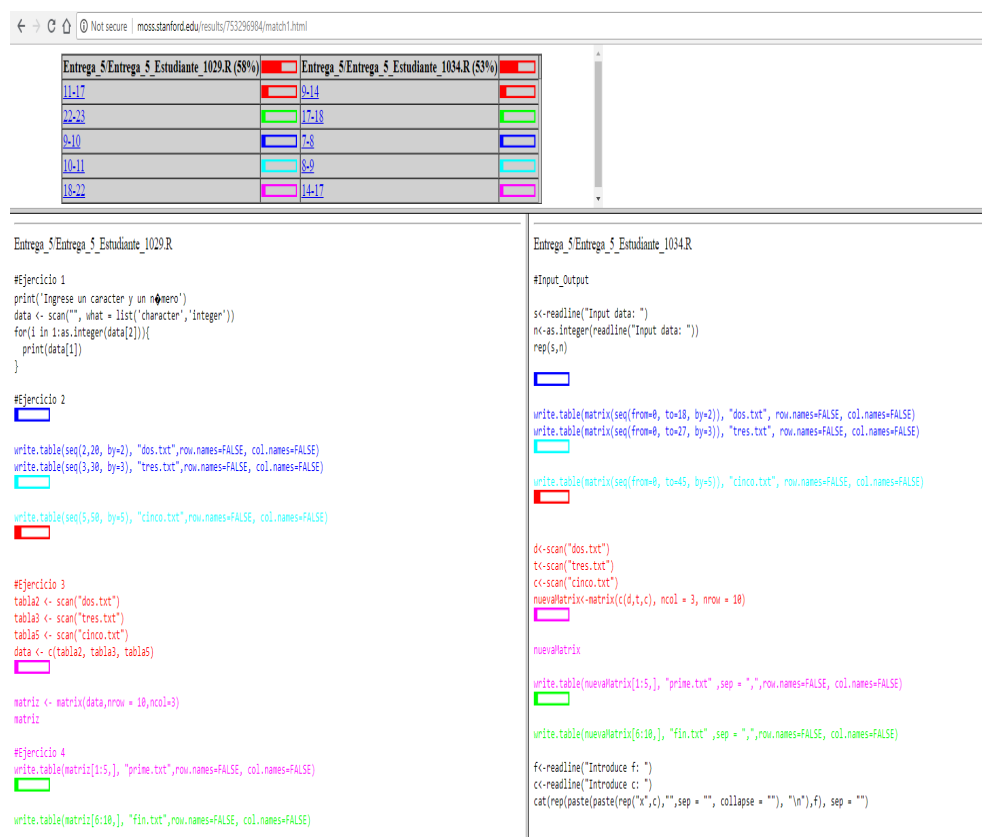 Not secure | moss.stanford.edu/results/753296984/match1.html
Entrega_5/Entrega_5_Estudiante_1029.R (58%) Entrega_5/Entrega_5_Estudiante_1034.R (53%)
11-17 9-14
22-23 17-18
9-10 7-8
10-11 8-9
18-22 14-17
Entrega_5/Entrega_5_Estudiante_1029.R
#Ejercicio 1
print('Ingrese un caracter y un n�mero')
data <- scan("", what = list('character','integer'))
for(i in 1:as.integer(data[2])){
print(data[1])
}
#Ejercicio 2
write.table(seq(2,20, by=2), "dos.txt",row.names=FALSE, col.names=FALSE)
write.table(seq(3,30, by=3), "tres.txt",row.names=FALSE, col.names=FALSE)
write.table(seq(5,50, by=5), "cinco.txt",row.names=FALSE, col.names=FALSE)
#Ejercicio 3
tabla2 <- scan("dos.txt")
tabla3 <- scan("tres.txt")
tabla5 <- scan("cinco.txt")
data <- c(tabla2, tabla3, tabla5)
matriz <- matrix(data,nrow = 10,ncol=3)
matriz
#Ejercicio 4
write.table(matriz[1:5,], "prime.txt",row.names=FALSE, col.names=FALSE)
write.table(matriz[6:10,], "fin.txt",row.names=FALSE, col.names=FALSE)
Entrega_5/Entrega_5_Estudiante_1034.R
#Input_Output
s<-readline("Input data: ")
n<-as.integer(readline("Input data: "))
rep(s,n)
write.table(matrix(seq(from=0, to=18, by=2)), "dos.txt", row.names=FALSE, col.names=FALSE)
write.table(matrix(seq(from=0, to=27, by=3)), "tres.txt", row.names=FALSE, col.names=FALSE)
write.table(matrix(seq(from=0, to=45, by=5)), "cinco.txt", row.names=FALSE, col.names=FALSE)
d<-scan("dos.txt")
t<-scan("tres.txt")
c<-scan("cinco.txt")
nuevaMatrix<-matrix(c(d,t,c), ncol = 3, nrow = 10)
nuevaMatrix
write.table(nuevaMatrix[1:5,], "prime.txt" ,sep = ",",row.names=FALSE, col.names=FALSE)
write.table(nuevaMatrix[6:10,], "fin.txt" ,sep = ",",row.names=FALSE, col.names=FALSE)
f<-readline("Introduce f: ")
c<-readline("Introduce c: ")
cat(rep(paste(paste(rep("x",c),"",sep = "", collapse = ""), "\n"),f), sep = "")